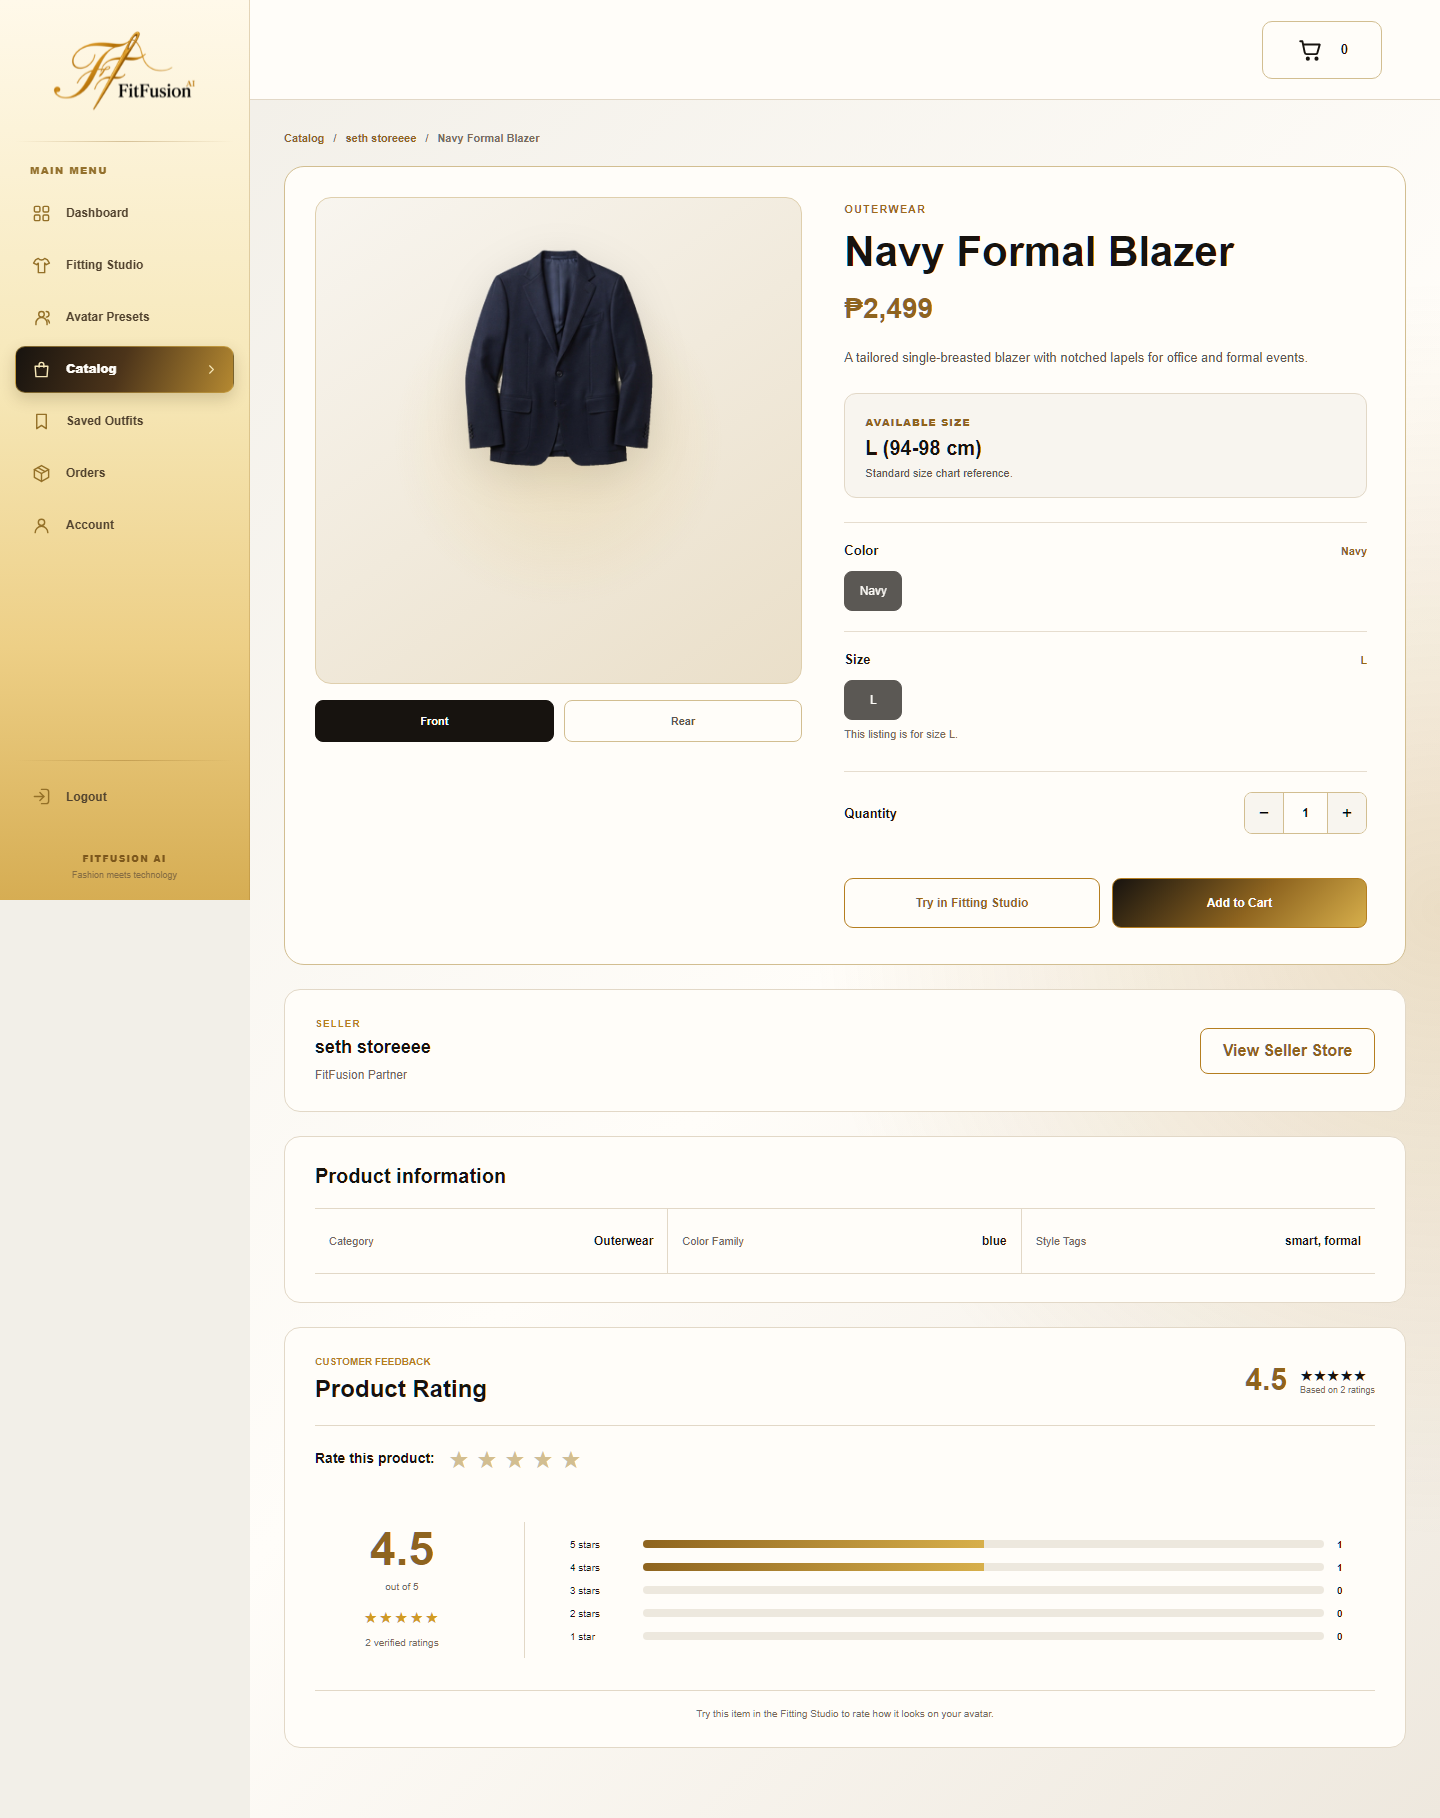 FitFusion AI
0
MAIN MENU
Dashboard
Fitting Studio
Avatar Presets
Catalog
Saved Outfits
Orders
Account
Logout
FITFUSION AI
Fashion meets technology
Catalog / seth storeeee / Navy Formal Blazer
Front
Rear
OUTERWEAR
Navy Formal Blazer
₱2,499
A tailored single-breasted blazer with notched lapels for office and formal events.
AVAILABLE SIZE
L (94-98 cm)
Standard size chart reference.
Color
Navy
Navy
Size
L
L
This listing is for size L.
Quantity
− 1 +
Try in Fitting Studio
Add to Cart
SELLER
seth storeeee
FitFusion Partner
View Seller Store
Product information
Category Outerwear
Color Family blue
Style Tags smart, formal
CUSTOMER FEEDBACK
Product Rating
4.5
★★★★★
Based on 2 ratings
Rate this product: ★ ★ ★ ★ ★
4.5
out of 5
★★★★★
2 verified ratings
5 stars 1
4 stars 1
3 stars 0
2 stars 0
1 star 0
Try this item in the Fitting Studio to rate how it looks on your avatar.